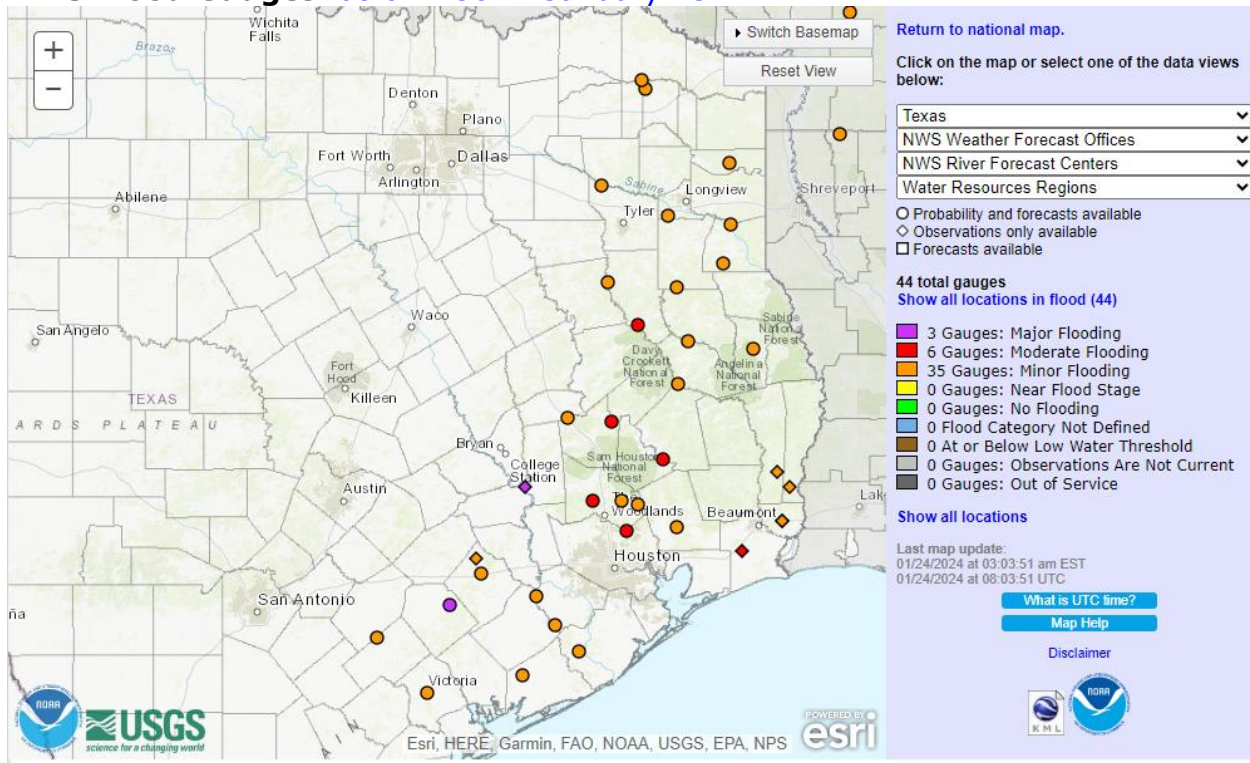 +
−
Switch Basemap
Reset View
Wichita
Falls
Brazos
Denton
Plano
Fort Worth
Dallas
Arlington
Abilene
Sabine
Longview
Shreveport
Tyler
Waco
San Angelo
Sabine
National
Forest
Davy
Crockett
National
Forest
Angelina
National
Forest
Fort
Hood
Killeen
TEXAS
ARDS PLATEAU
Bryan
College
Station
Sam Houston
National
Forest
Austin
The
Woodlands
Beaumont
Lak
Houston
San Antonio
ña
Victoria
NOAA
USGS
science for a changing world
Esri, HERE, Garmin, FAO, NOAA, USGS, EPA, NPS
POWERED BY
esri
Return to national map.
Click on the map or select one of the data views
below:
Texas
NWS Weather Forecast Offices
NWS River Forecast Centers
Water Resources Regions
Probability and forecasts available
Observations only available
Forecasts available
44 total gauges
Show all locations in flood (44)
3 Gauges: Major Flooding
6 Gauges: Moderate Flooding
35 Gauges: Minor Flooding
0 Gauges: Near Flood Stage
0 Gauges: No Flooding
0 Flood Category Not Defined
0 At or Below Low Water Threshold
0 Gauges: Observations Are Not Current
0 Gauges: Out of Service
Show all locations
Last map update:
01/24/2024 at 03:03:51 am EST
01/24/2024 at 08:03:51 UTC
What is UTC time?
Map Help
Disclaimer
KML
NOAA